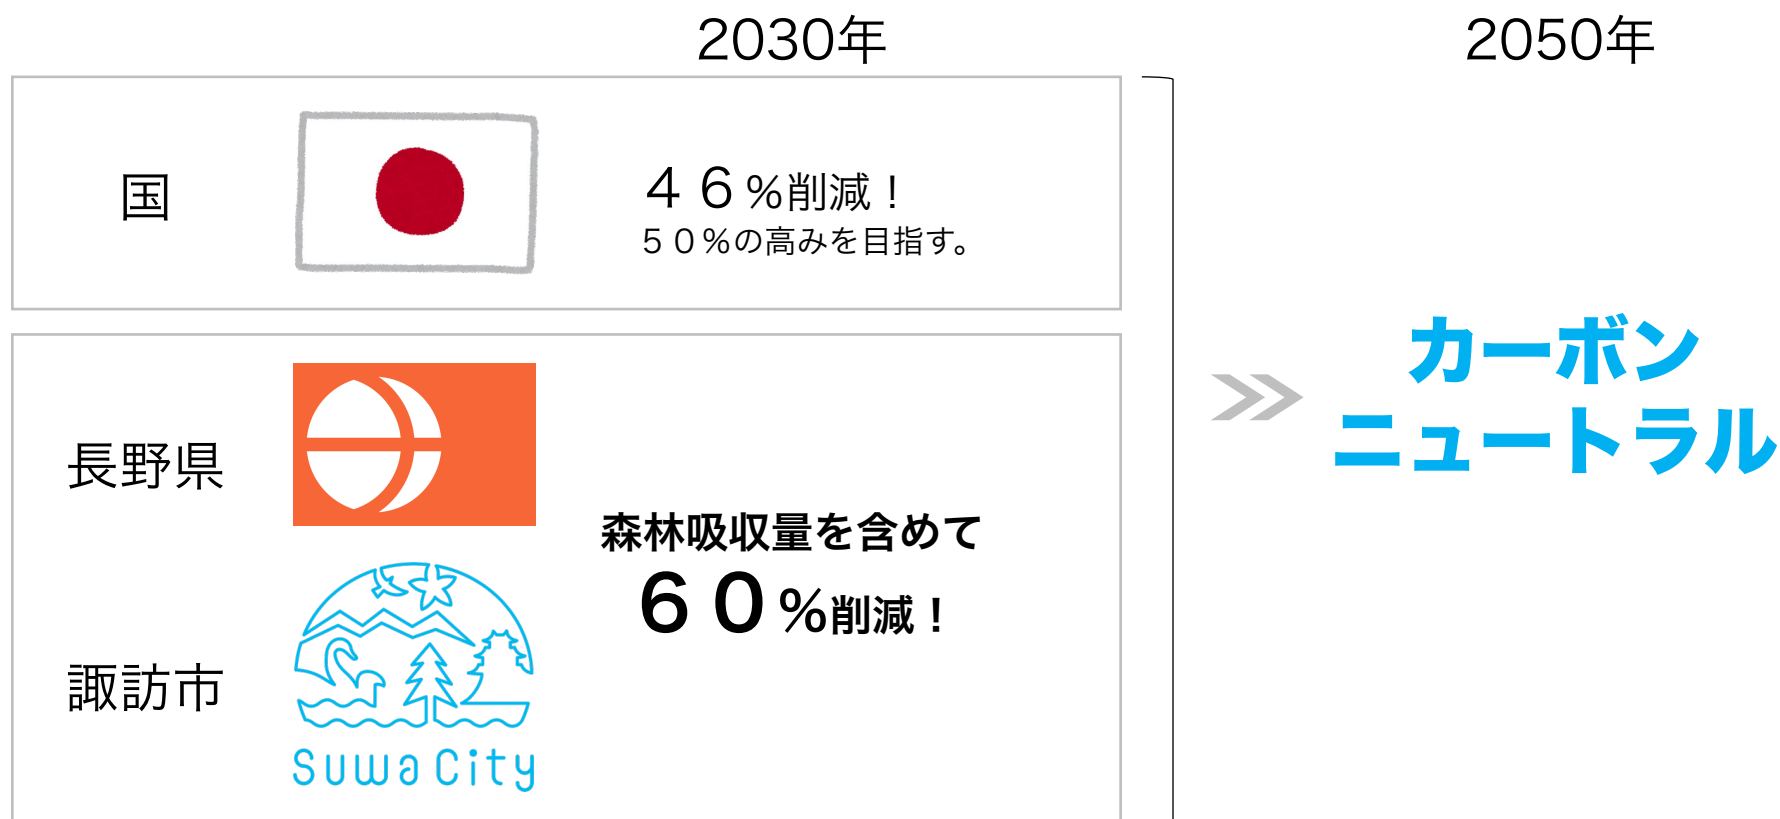 2030年
2050年
国
４６％削減！
５０％の高みを目指す。
長野県
森林吸収量を含めて
６０％削減！
諏訪市
Suwa City
カーボン
ニュートラル